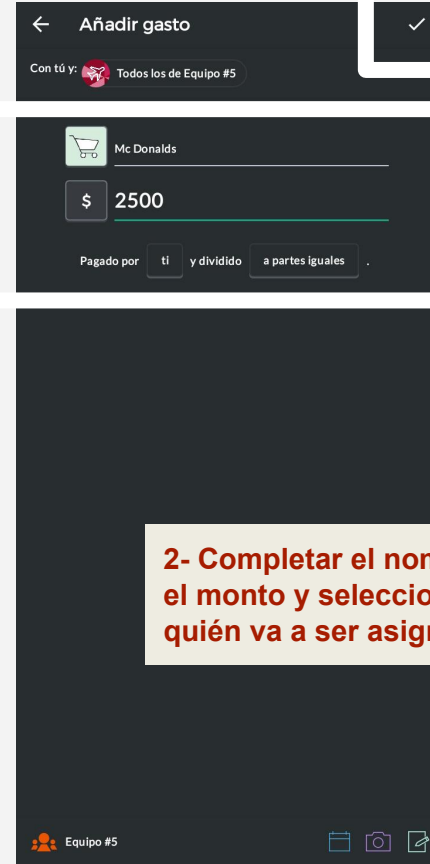 Añadir gasto
Con tú y: Todos los de Equipo #5
Mc Donalds
$ 2500
Pagado por ti y dividido a partes iguales .
2- Completar el
el monto y
quién va a ser
Equipo #5